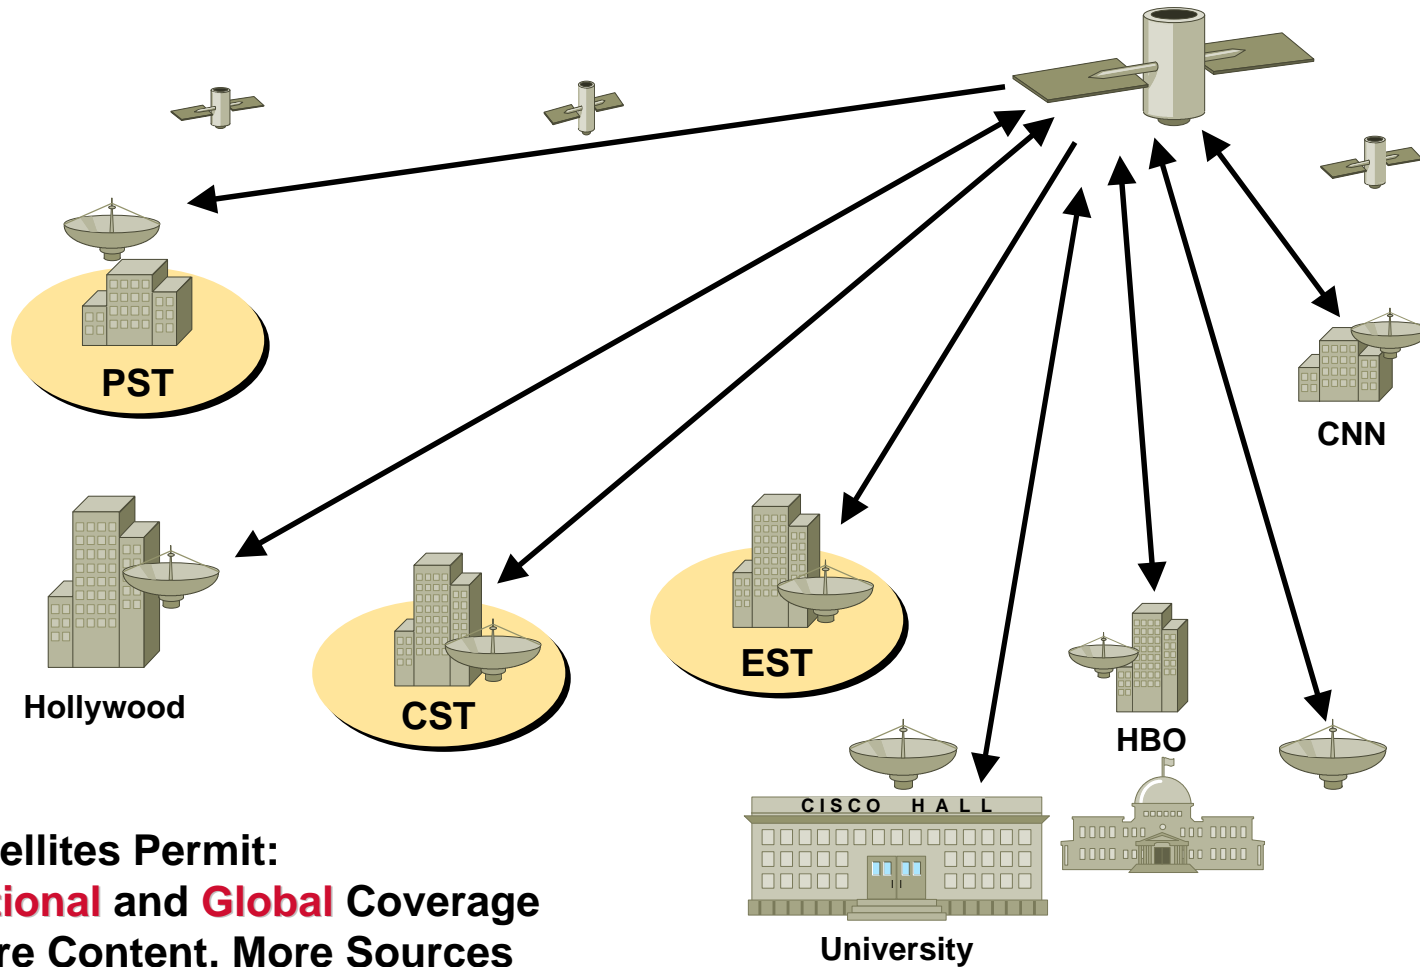 PST
CNN
EST
Hollywood
CST
HBO
CISCO HALL
ellites Permit:
tional and Global Coverage
re Content, More Sources
University